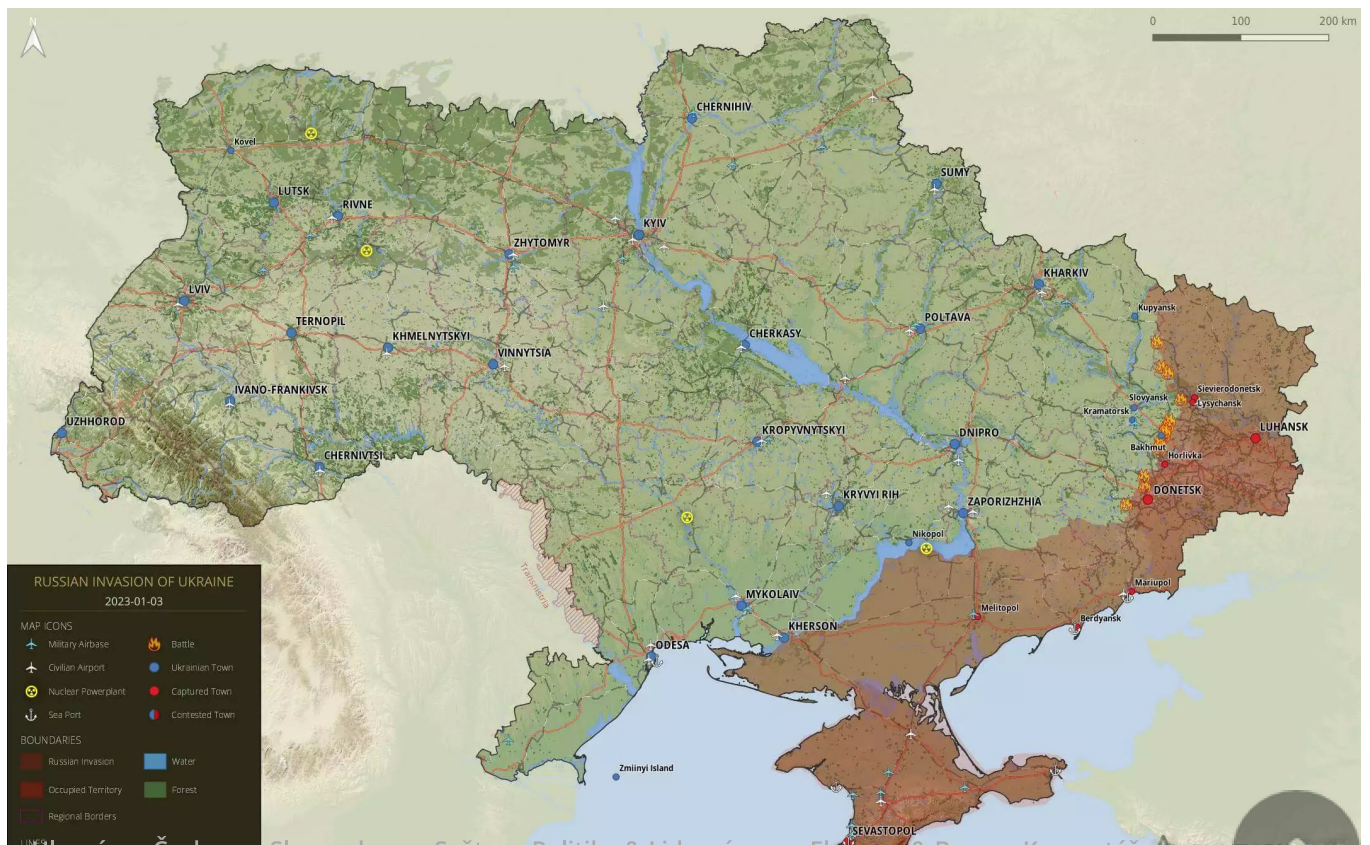 N
0 100 200 km
CHERNIHIV
Kovel
SUMY
LUTSK
RIVNE
KYIV
ZHYTOMYR
KHARKIV
LVIV
Kupyansk
TERNOPIL
POLTAVA
KHMELNYTSKYI
CHERKASY
VINNYTSIA
IVANO-FRANKIVSK
Sievierodonetsk
Slovyansk
Lysychansk
Kramatorsk
UZHHOROD
LUHANSK
KROPYVNYTSKYI
DNIPRO
Bakhmut
CHERNIVTSI
Horlivka
DONETSK
KRYVYI RIH
ZAPORIZHZHIA
Nikopol
Transnistria
Mariupol
MYKOLAIV
Melitopol
Berdyansk
KHERSON
ODESA
Zmiinyi Island
SEVASTOPOL
RUSSIAN INVASION OF UKRAINE
2023-01-03
MAP ICONS
Military Airbase Battle
Civilian Airport Ukrainian Town
Nuclear Powerplant Captured Town
Sea Port Contested Town
BOUNDARIES
Russian Invasion Water
Occupied Territory Forest
Regional Borders
LINES